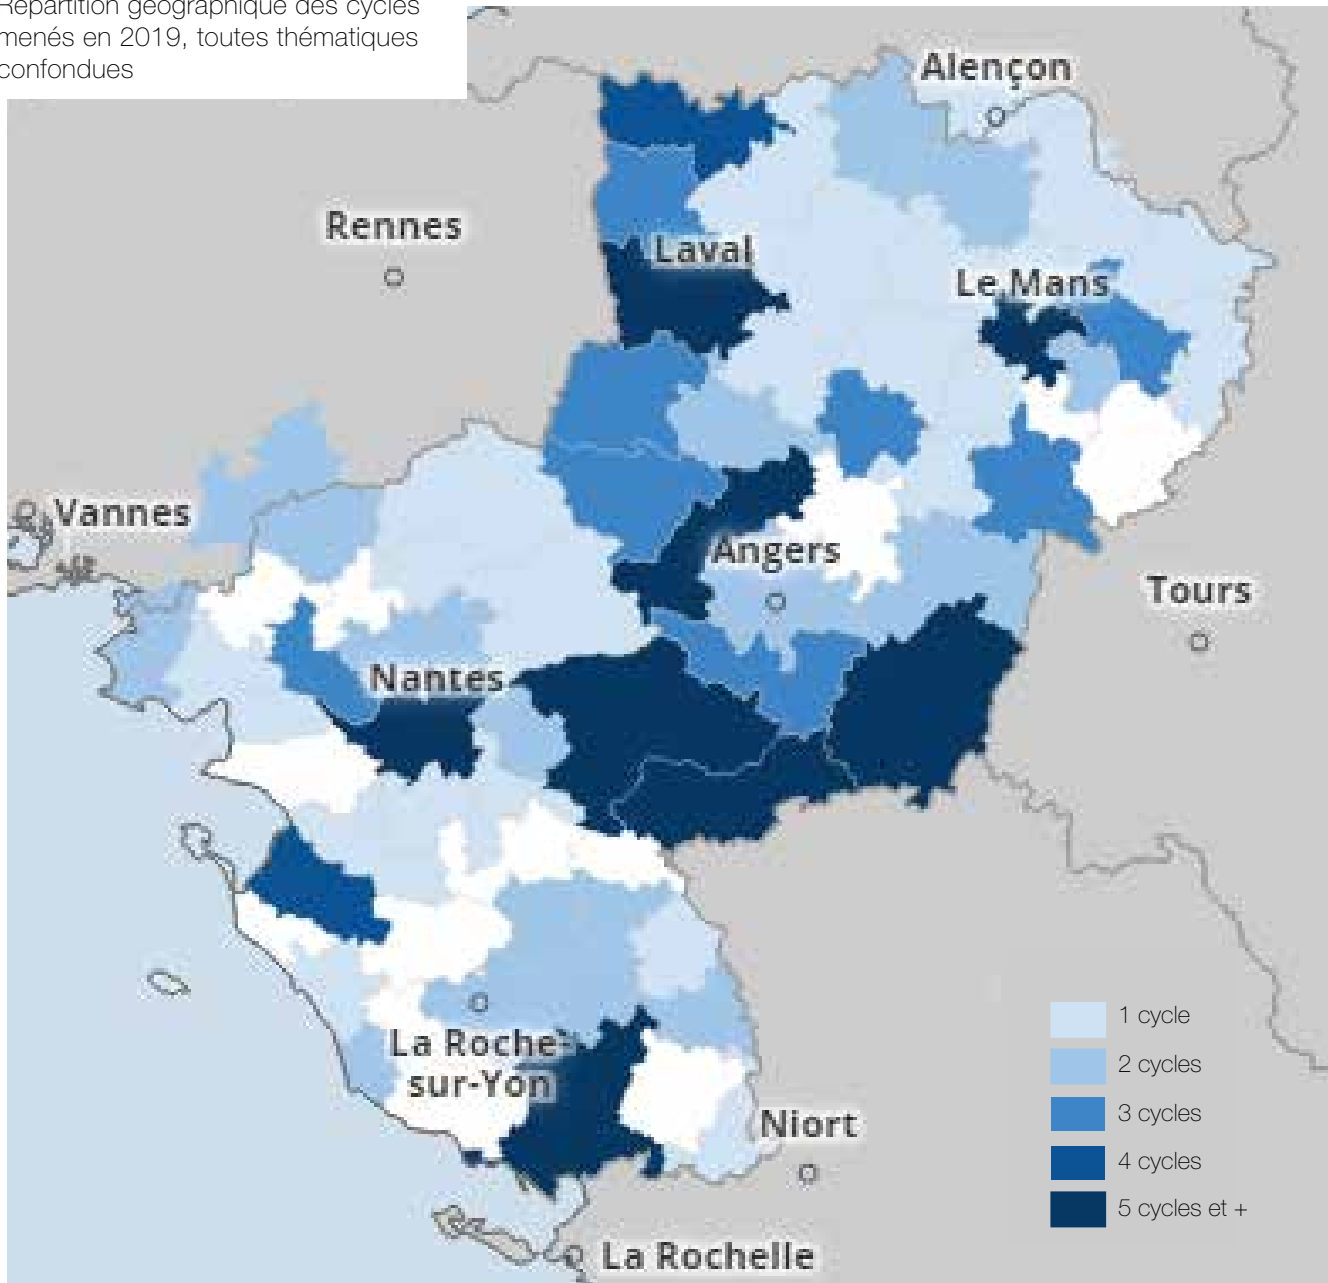 Répartition géographique des cycles
menés en 2019, toutes thématiques
confondues
Alençon
Rennes
Laval
Le Mans
Vannes
Angers
Tours
Nantes
La Roche-
sur-Yon
Niort
La Rochelle
1 cycle
2 cycles
3 cycles
4 cycles
5 cycles et +